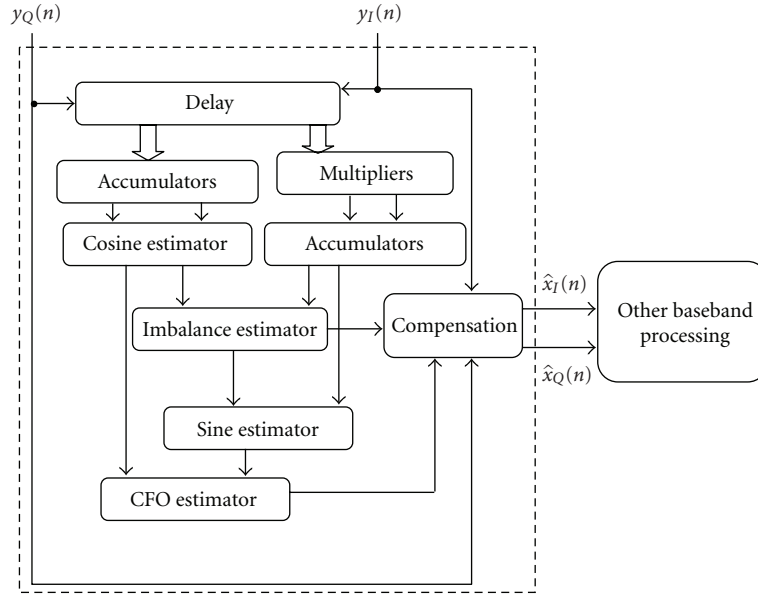 y_Q(n)
y_I(n)
Delay
Accumulators
Multipliers
Cosine estimator
Accumulators
Imbalance estimator
Compensation
x̂_I(n)
x̂_Q(n)
Other baseband
processing
Sine estimator
CFO estimator